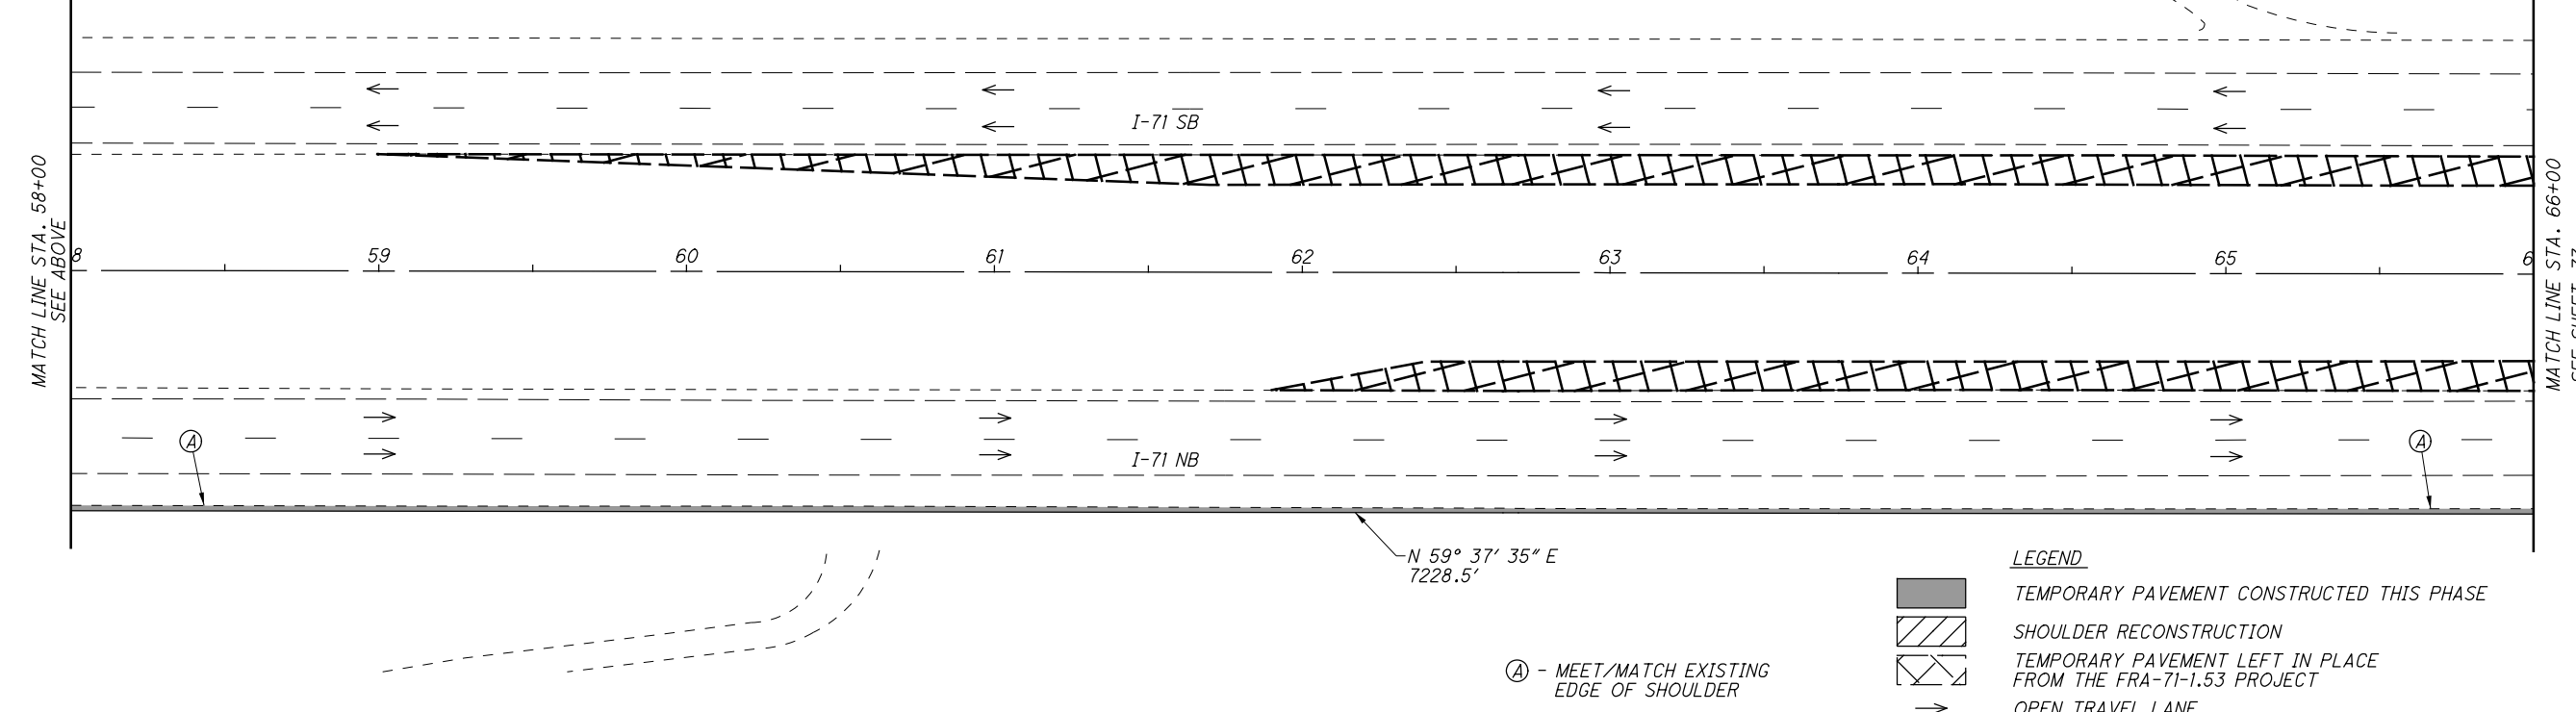 I-71 SB
MATCH LINE STA. 58+00
SEE ABOVE
8 59 60 61 62 63 64 65 6
MATCH LINE STA. 66+00
A
I-71 NB
A
N 59° 37' 35" E
7228.5'
LEGEND
TEMPORARY PAVEMENT CONSTRUCTED THIS PHASE
SHOULDER RECONSTRUCTION
TEMPORARY PAVEMENT LEFT IN PLACE
FROM THE FRA-71-1.53 PROJECT
OPEN TRAVEL LANE
A - MEET/MATCH EXISTING
EDGE OF SHOULDER